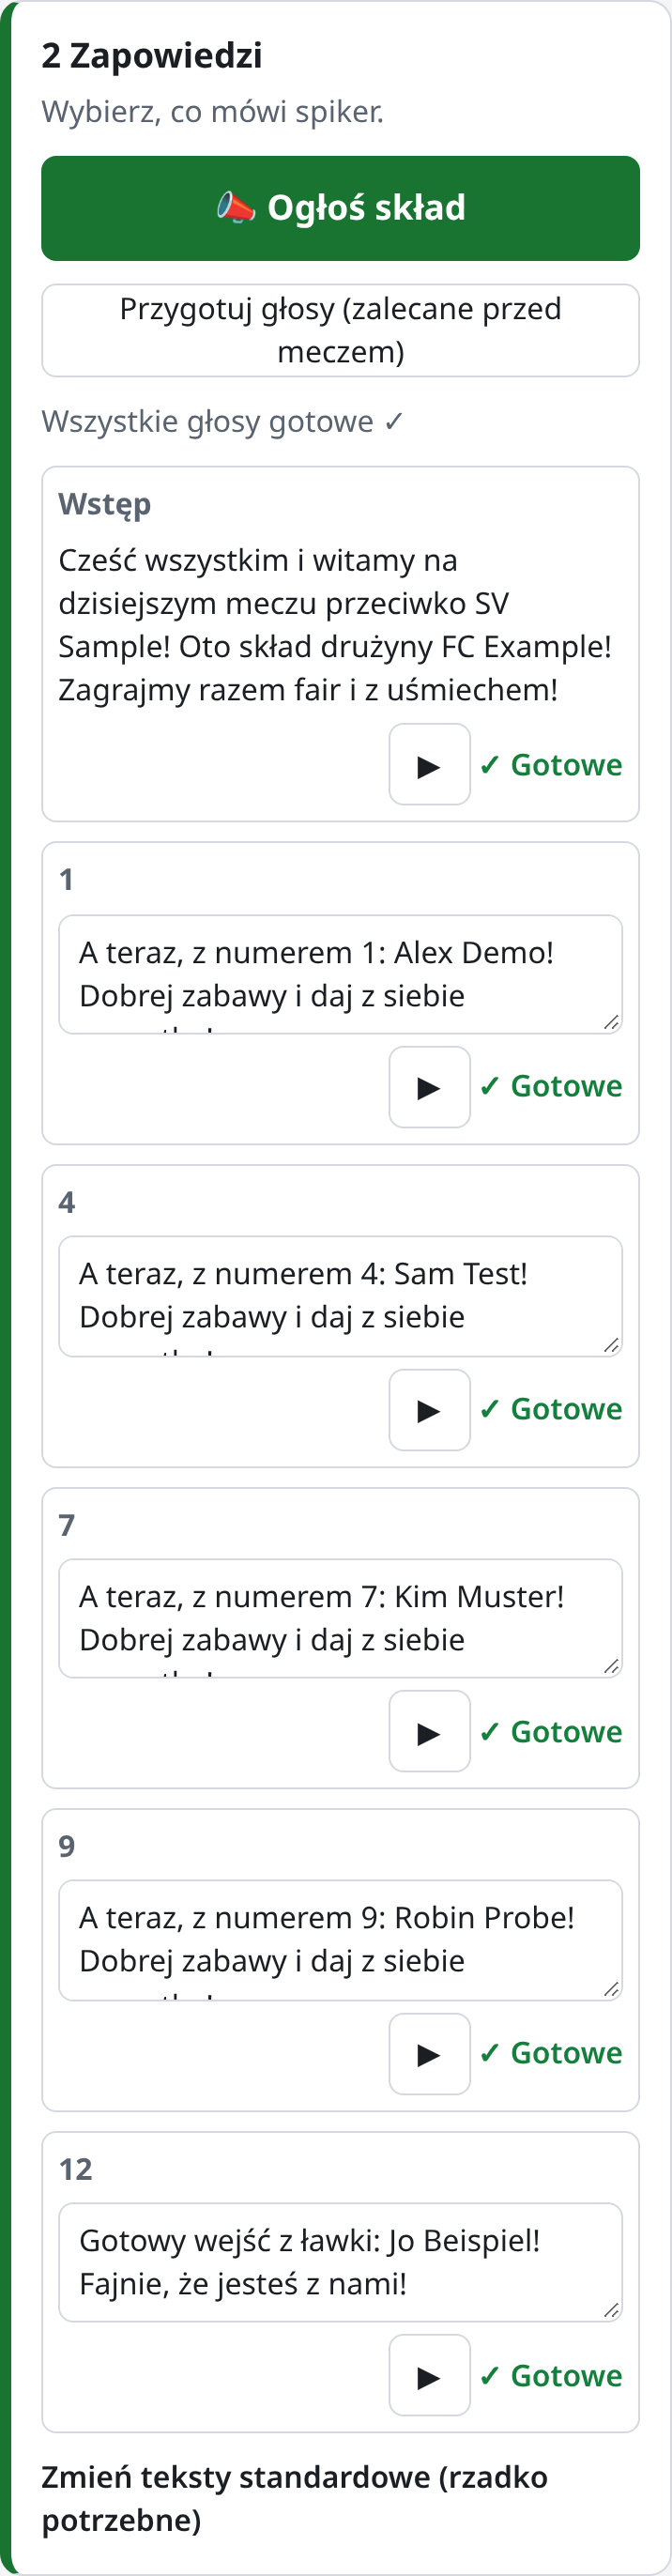 2 Zapowiedzi
Wybierz, co mówi spiker.
📣 Ogłoś skład
Przygotuj głosy (zalecane przed
meczem)
Wszystkie głosy gotowe ✓
Wstęp
Cześć wszystkim i witamy na
dzisiejszym meczu przeciwko SV
Sample! Oto skład drużyny FC Example!
Zagrajmy razem fair i z uśmiechem!
▶ ✓ Gotowe
1
A teraz, z numerem 1: Alex Demo!
Dobrej zabawy i daj z siebie
▶ ✓ Gotowe
4
A teraz, z numerem 4: Sam Test!
Dobrej zabawy i daj z siebie
▶ ✓ Gotowe
7
A teraz, z numerem 7: Kim Muster!
Dobrej zabawy i daj z siebie
▶ ✓ Gotowe
9
A teraz, z numerem 9: Robin Probe!
Dobrej zabawy i daj z siebie
▶ ✓ Gotowe
12
Gotowy wejść z ławki: Jo Beispiel!
Fajnie, że jesteś z nami!
▶ ✓ Gotowe
Zmień teksty standardowe (rzadko
potrzebne)